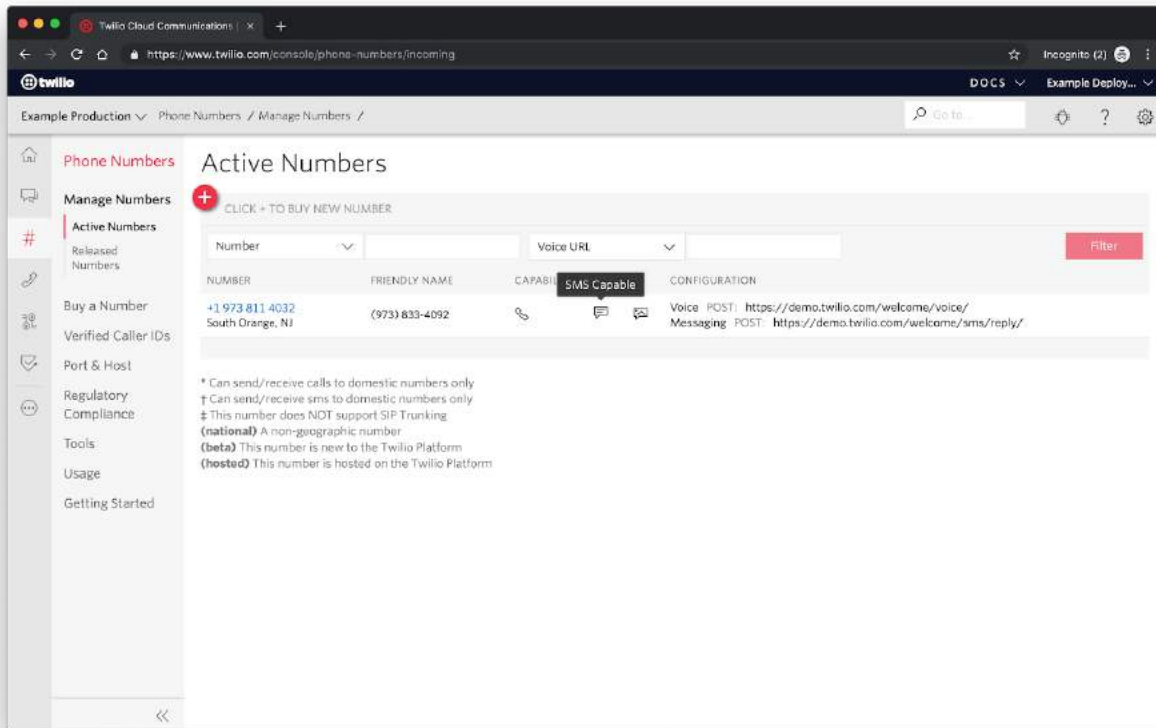 Twilio Cloud Communications |
https://www.twilio.com/console/phone-numbers/incoming
Incognito (2)
twilio
DOCS
Example Deploy...
Example Production
Phone Numbers / Manage Numbers /
Go to...
Phone Numbers
Manage Numbers
Active Numbers
Released
Numbers
Buy a Number
Verified Caller IDs
Port & Host
Regulatory
Compliance
Tools
Usage
Getting Started
Active Numbers
CLICK + TO BUY NEW NUMBER
Number
Voice URL
Filter
NUMBER
FRIENDLY NAME
CAPABIL
SMS Capable
CONFIGURATION
+1 973 811 4032
South Orange, NJ
(973) 833-4092
Voice POST: https://demo.twilio.com/welcome/voice/
Messaging POST: https://demo.twilio.com/welcome/sms/reply/
* Can send/receive calls to domestic numbers only
† Can send/receive sms to domestic numbers only
‡ This number does NOT support SIP Trunking
(national) A non-geographic number
(beta) This number is new to the Twilio Platform
(hosted) This number is hosted on the Twilio Platform